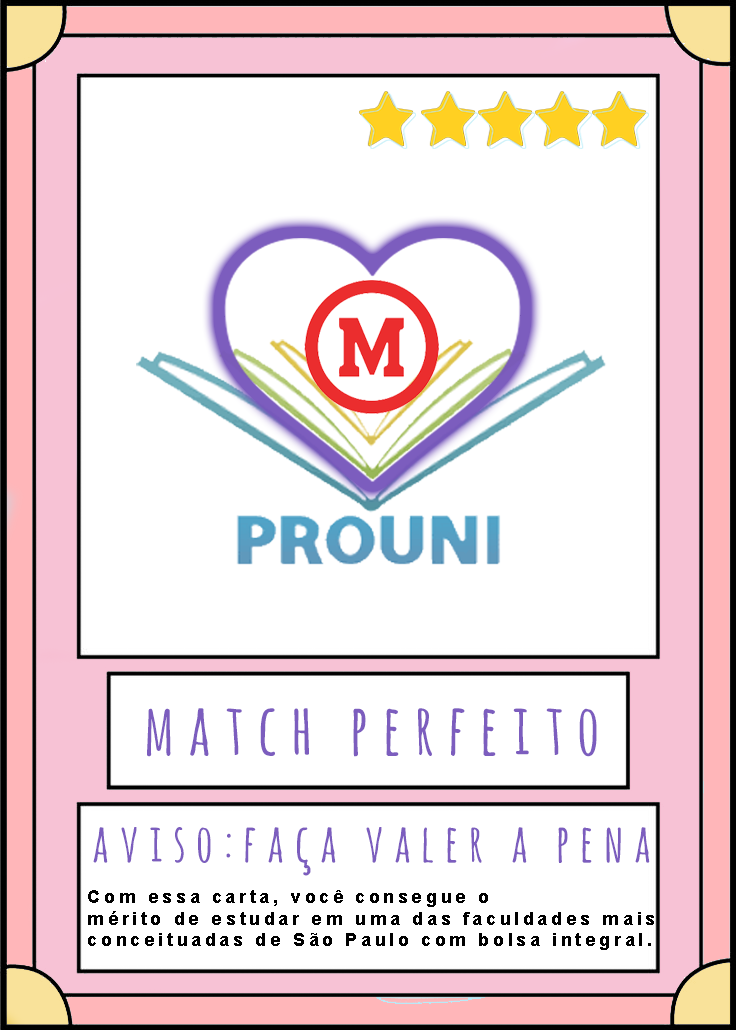 M
PROUNI
MATCH PERFEITO
AVISO:FAÇA VALER A PENA
Com essa carta, você consegue o
mérito de estudar em uma das faculdades mais
conceituadas de São Paulo com bolsa integral.